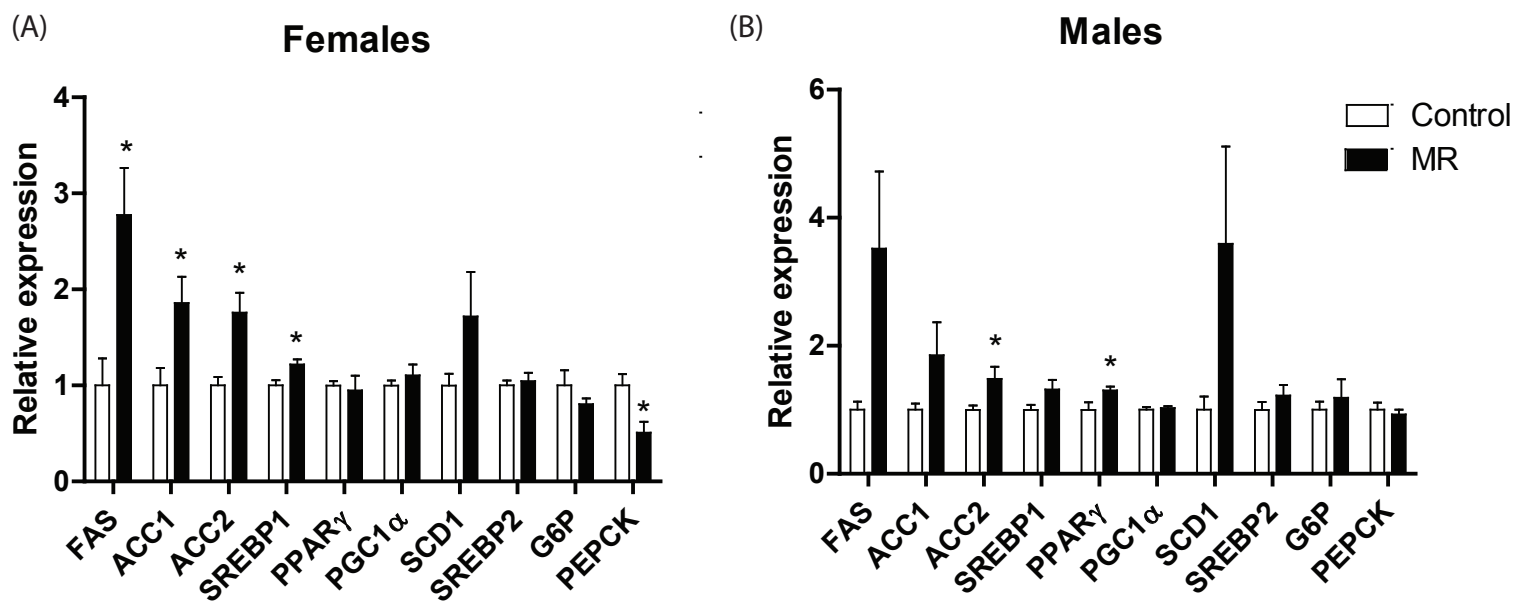 (A)
Females
Relative expression
4
3
2
1
0
*
*
*
*
*
FAS
ACC1
ACC2
SREBP1
PPARγ
PGC1α
SCD1
SREBP2
G6P
PEPCK
(B)
Males
Relative expression
6
4
2
0
*
*
FAS
ACC1
ACC2
SREBP1
PPARγ
PGC1α
SCD1
SREBP2
G6P
PEPCK
Control
MR